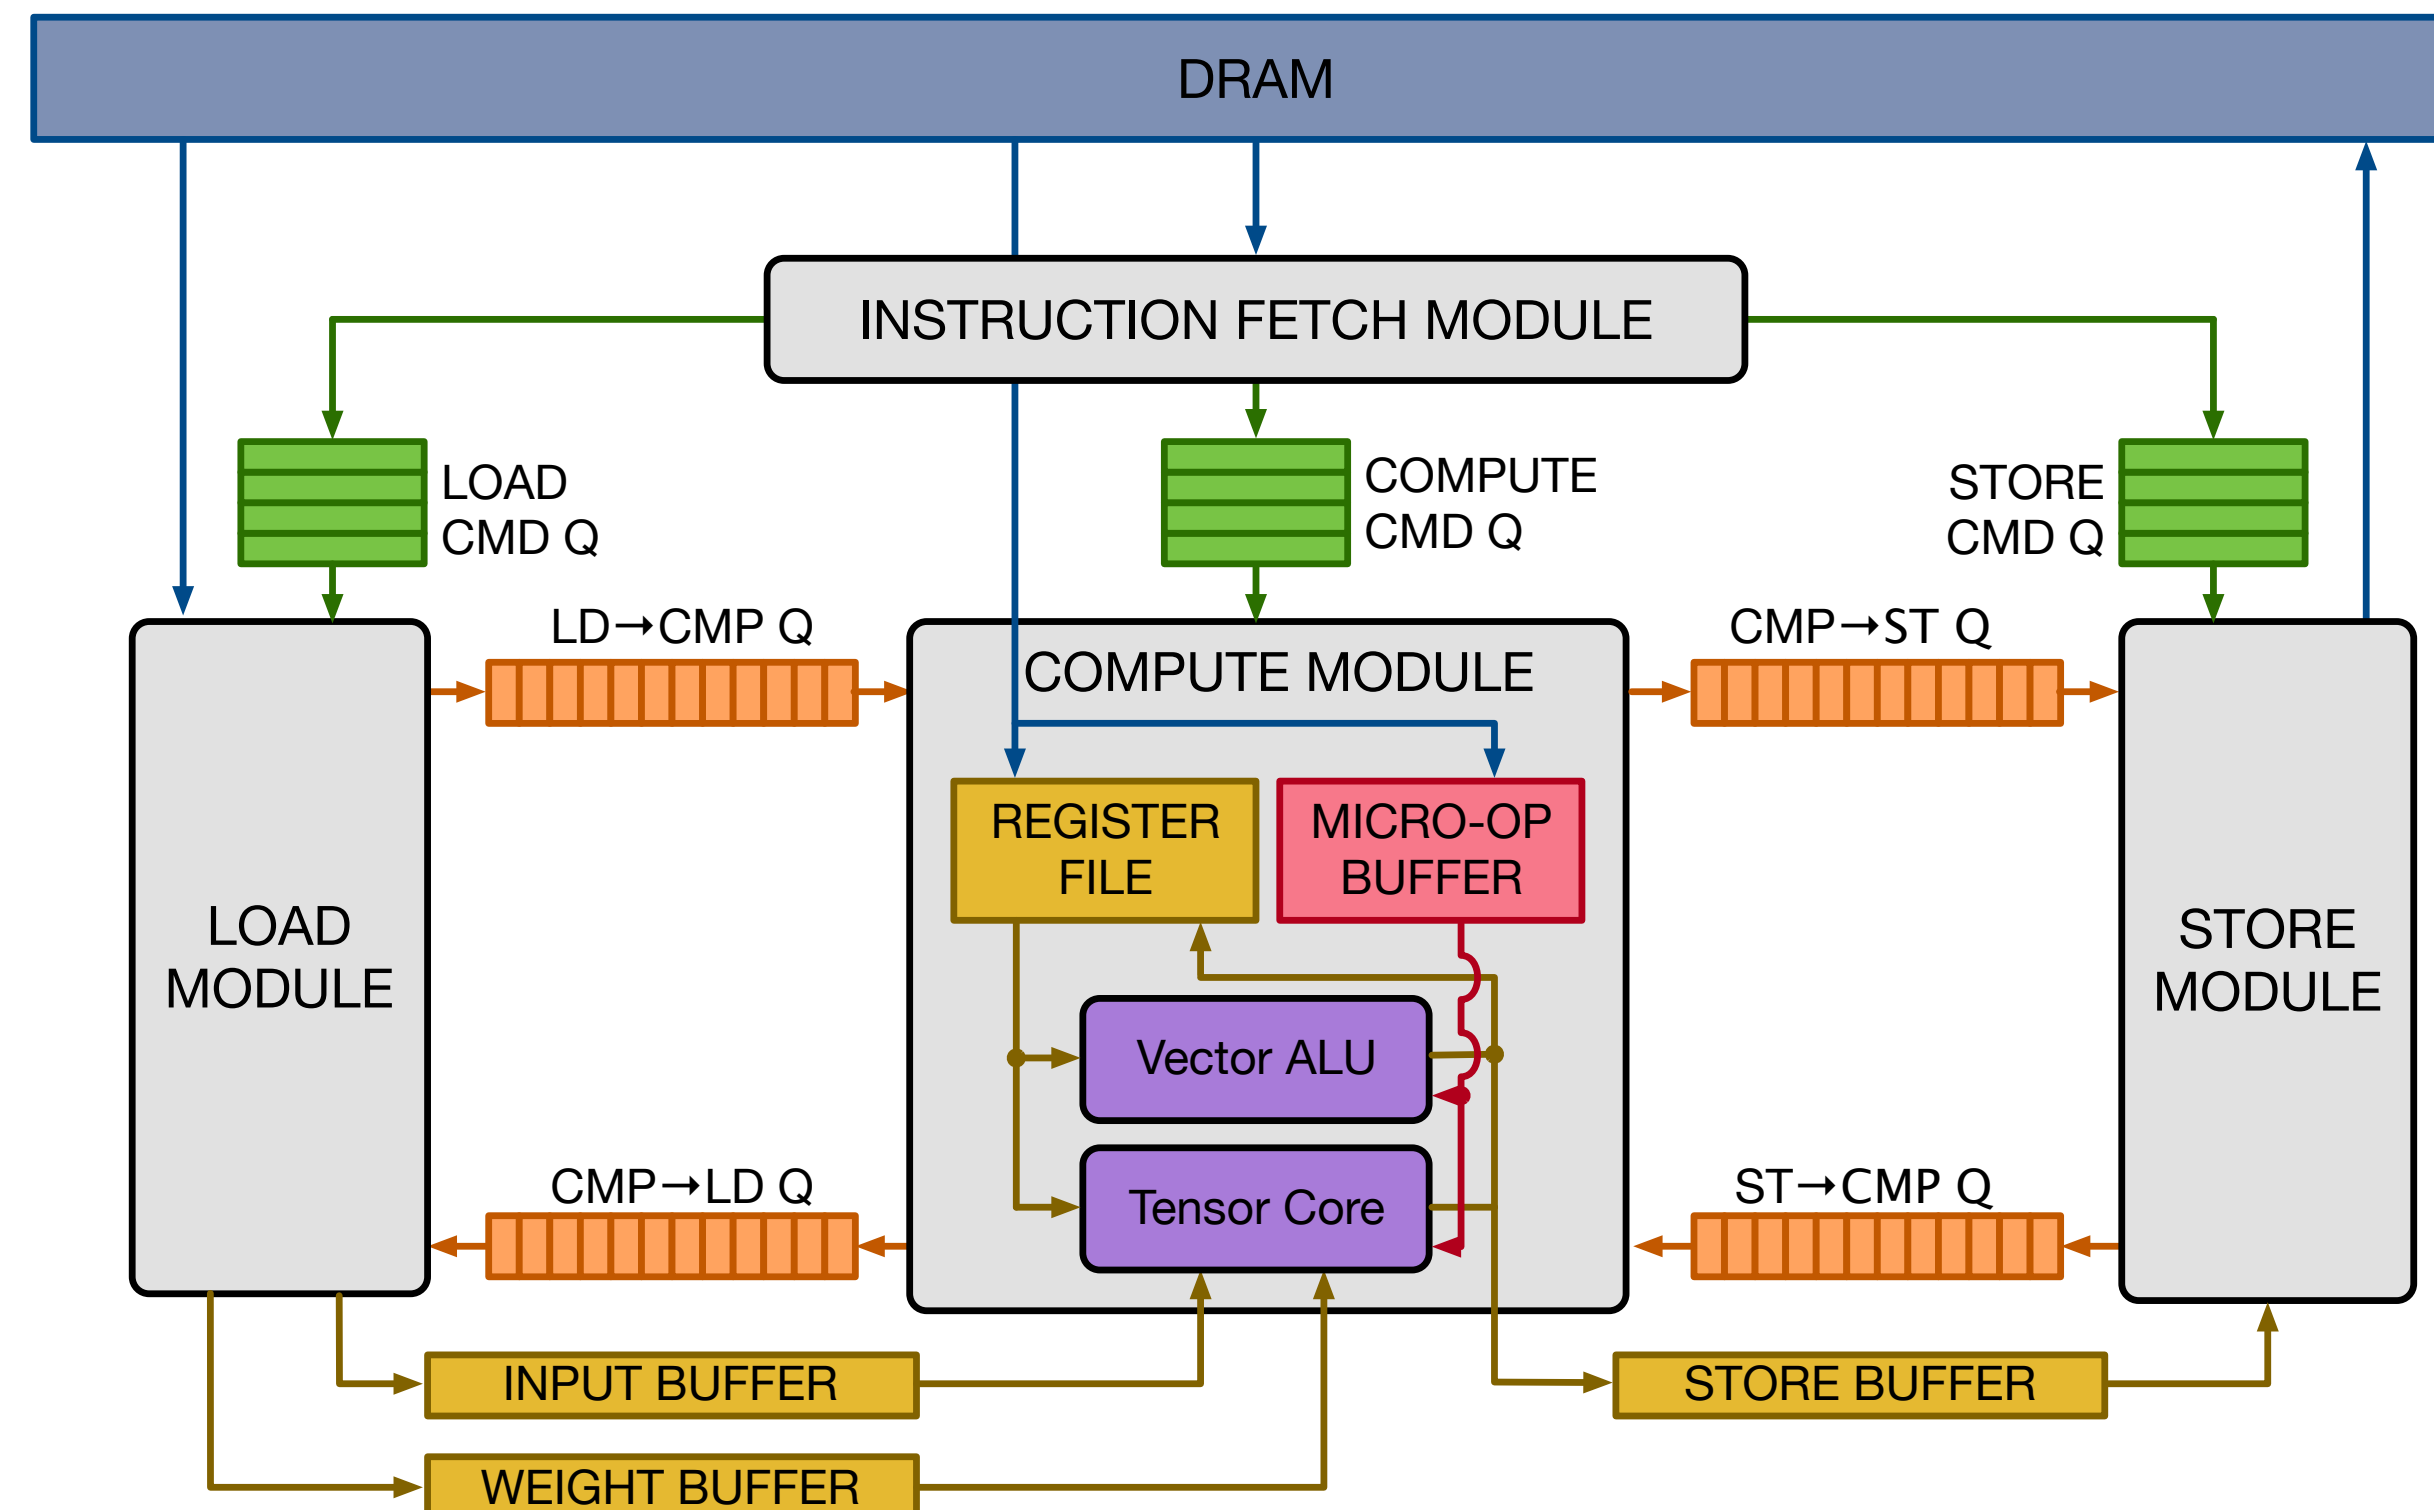 DRAM
INSTRUCTION FETCH MODULE
LOAD
CMD Q
COMPUTE
CMD Q
STORE
CMD Q
LD→CMP Q
CMP→ST Q
COMPUTE MODULE
REGISTER
FILE
MICRO-OP
BUFFER
LOAD
MODULE
STORE
MODULE
Vector ALU
Tensor Core
CMP→LD Q
ST→CMP Q
INPUT BUFFER
STORE BUFFER
WEIGHT BUFFER